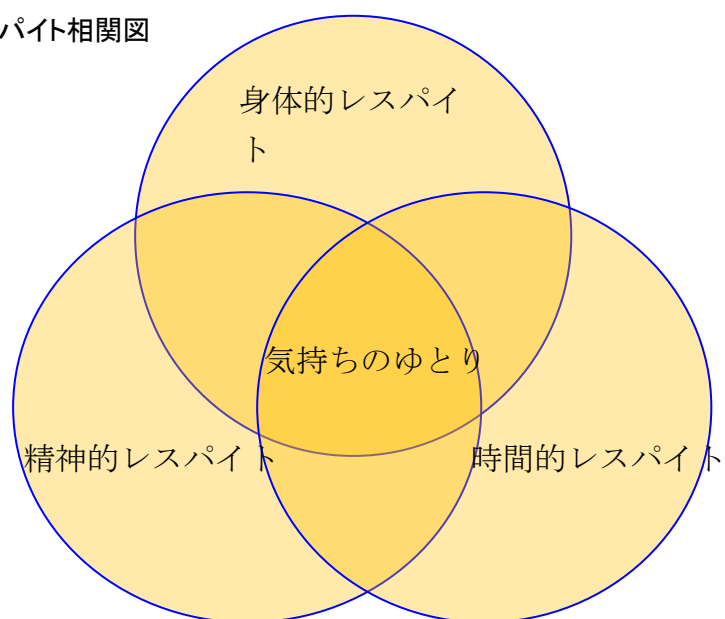 パイト相関図
身体的レスパイ
ト
気持ちのゆとり
精神的レスパイト
時間的レスパイト